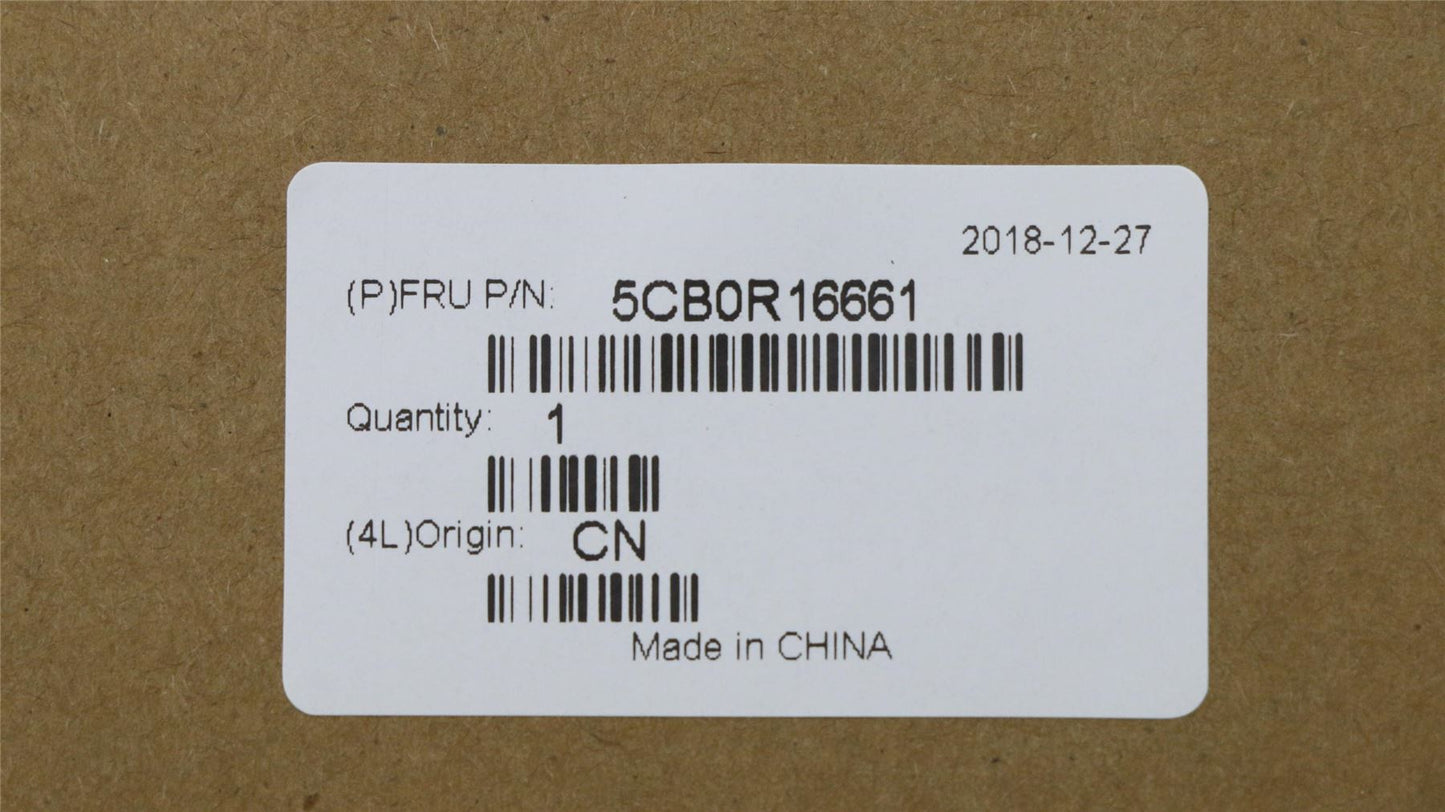 2018-12-27
(P)FRU P/N: 5CB0R16661
Quantity: 1
(4L)Origin: CN
Made in CHINA